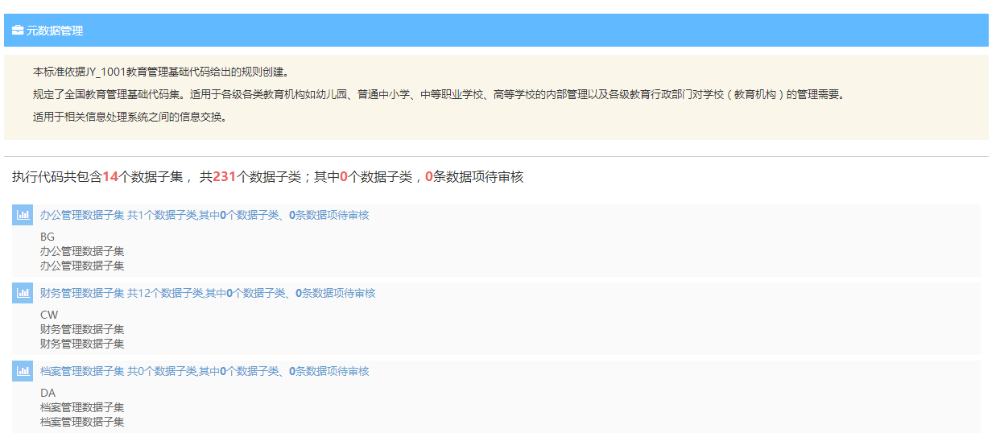 元数据管理
本标准依据JY_1001教育管理基础代码给出的规则创建。
规定了全国教育管理基础代码集。适用于各级各类教育机构如幼儿园、普通中小学、中等职业学校、高等学校的内部管理以及各级教育行政部门对学校（教育机构）的管理需要。
适用于相关信息处理系统之间的信息交换。
执行代码共包含14个数据子集， 共231个数据子类；其中0个数据子类，0条数据项待审核
办公管理数据子集 共1个数据子类,其中0个数据子类、0条数据项待审核
BG
办公管理数据子集
办公管理数据子集
财务管理数据子集 共12个数据子类,其中0个数据子类、0条数据项待审核
CW
财务管理数据子集
财务管理数据子集
档案管理数据子集 共0个数据子类,其中0个数据子类、0条数据项待审核
DA
档案管理数据子集
档案管理数据子集